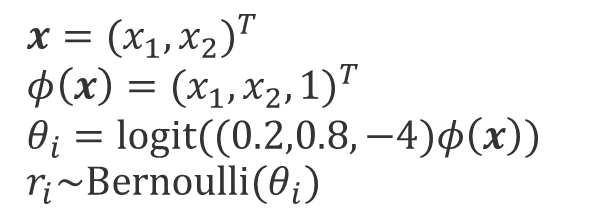 𝒙 = (x₁, x₂)ᵀ
ϕ(𝒙) = (x₁, x₂, 1)ᵀ
θᵢ = logit((0.2,0.8, −4)ϕ(𝒙))
rᵢ~Bernoulli(θᵢ)